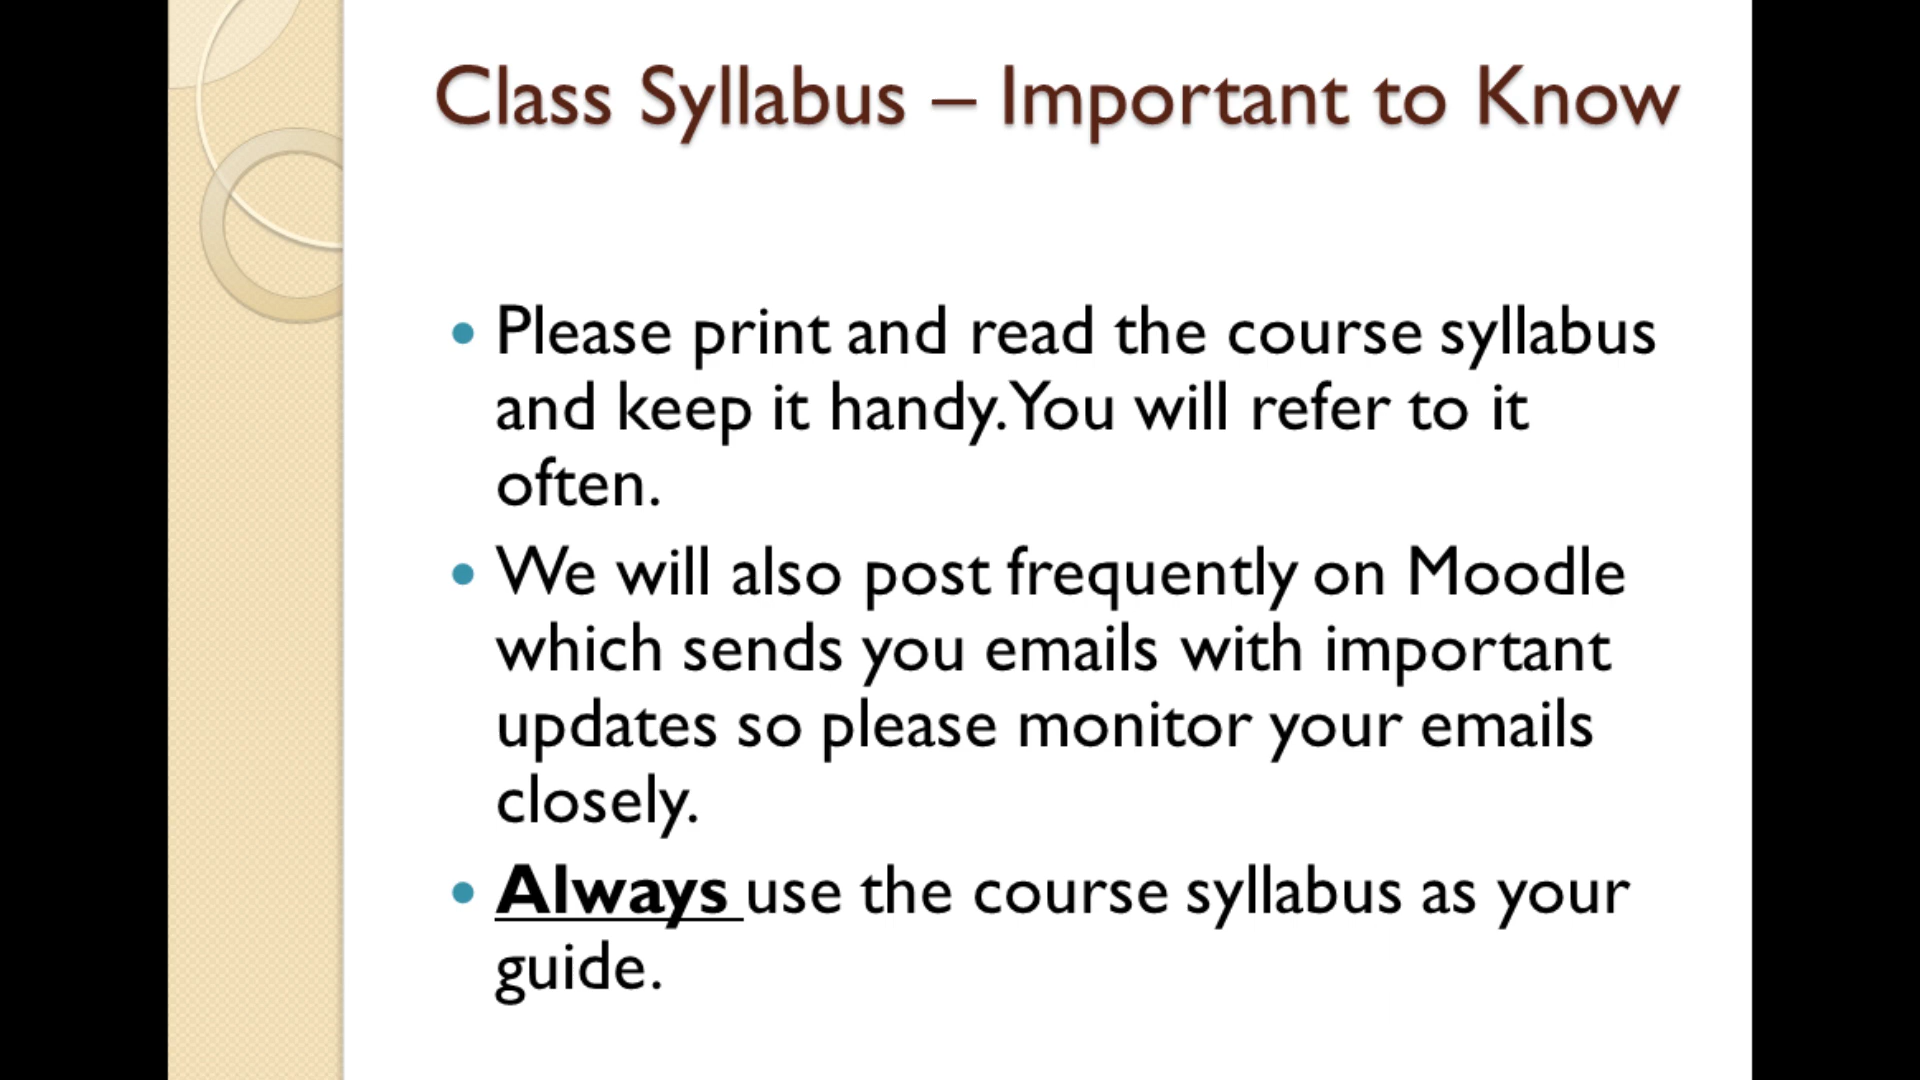 Class Syllabus – Important to Know
• Please print and read the course syllabus
and keep it handy. You will refer to it
often.
• We will also post frequently on Moodle
which sends you emails with important
updates so please monitor your emails
closely.
• Always use the course syllabus as your
guide.